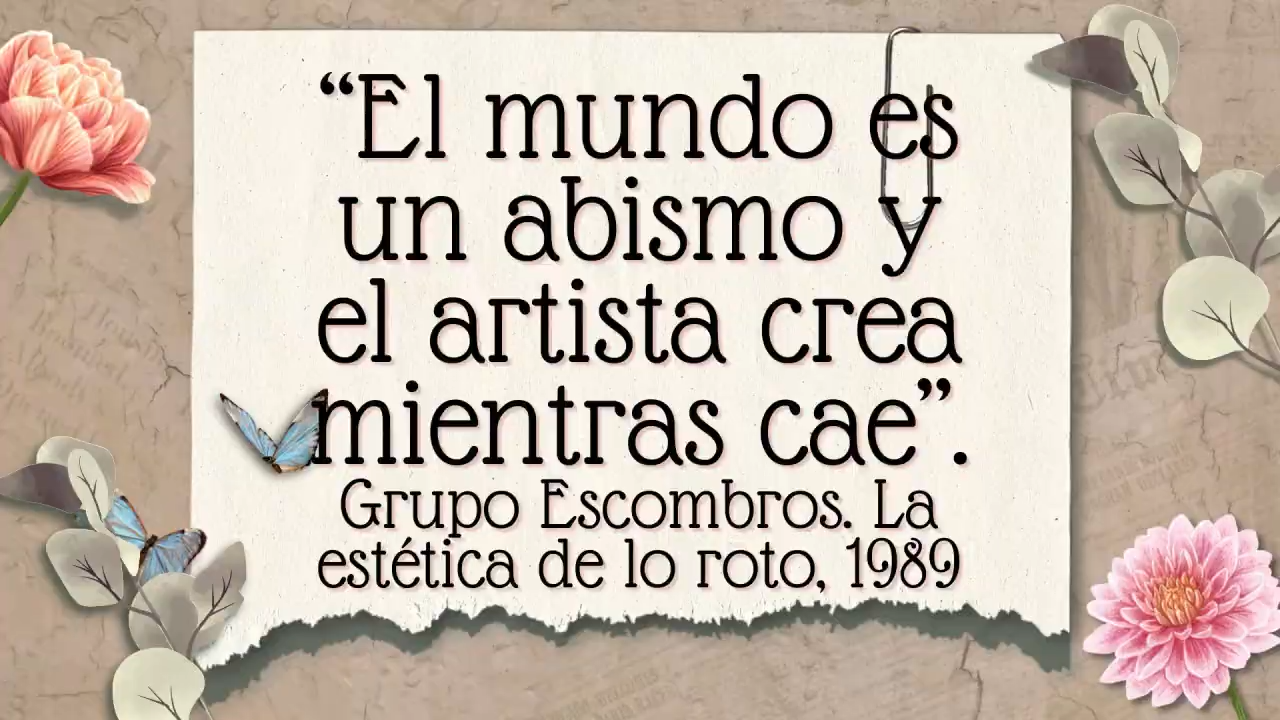 “El mundo es
un abismo y
el artista crea
mientras cae”.
Grupo Escombros. La
estética de lo roto, 1989